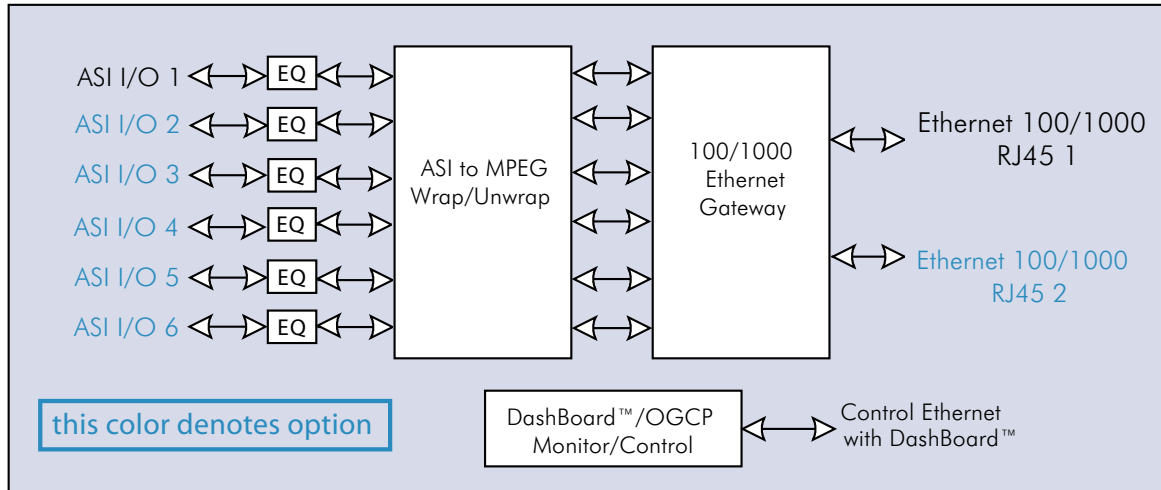 ASI I/O 1
EQ
ASI I/O 2
EQ
ASI I/O 3
EQ
ASI I/O 4
EQ
ASI I/O 5
EQ
ASI I/O 6
EQ
ASI to MPEG
Wrap/Unwrap
100/1000
Ethernet
Gateway
Ethernet 100/1000
RJ45 1
Ethernet 100/1000
RJ45 2
this color denotes option
DashBoard™/OGCP
Monitor/Control
Control Ethernet
with DashBoard™